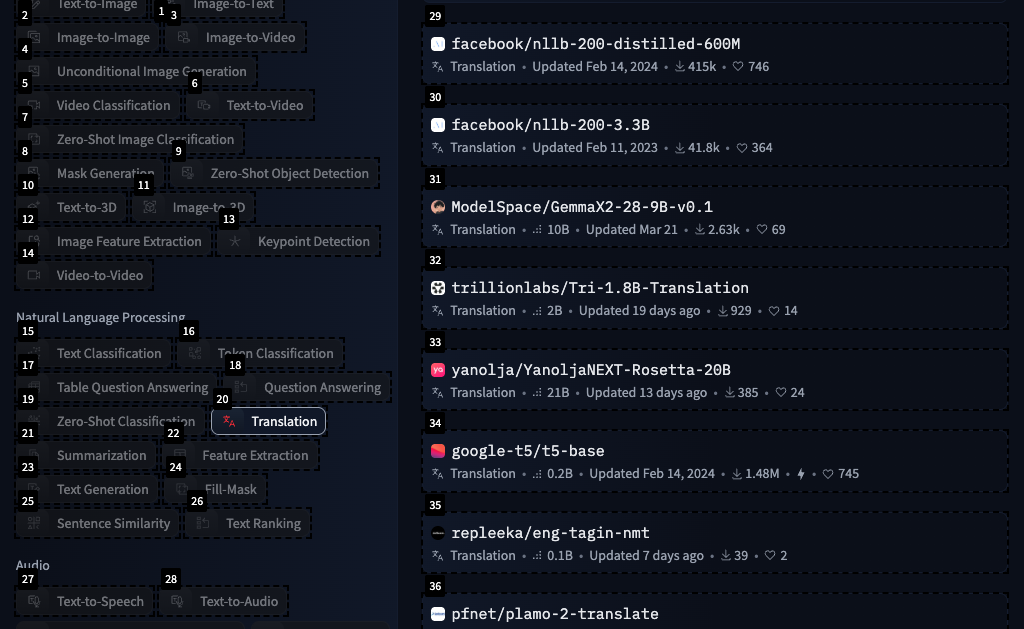 Text-to-Image
Image-to-Text
2
1
3
Image-to-Image
Image-to-Video
4
Unconditional Image Generation
5
6
Video Classification
Text-to-Video
7
Zero-Shot Image Classification
8
9
Mask Generation
Zero-Shot Object Detection
10
11
Text-to-3D
Image-to-3D
12
13
Image Feature Extraction
Keypoint Detection
14
Video-to-Video
Natural Language Processing
15
16
Text Classification
Token Classification
17
18
Table Question Answering
Question Answering
19
20
Zero-Shot Classification
Translation
21
22
Summarization
Feature Extraction
23
24
Text Generation
Fill-Mask
25
26
Sentence Similarity
Text Ranking
Audio
27
28
Text-to-Speech
Text-to-Audio
29
facebook/nllb-200-distilled-600M
Translation • Updated Feb 14, 2024 • 415k • 746
30
facebook/nllb-200-3.3B
Translation • Updated Feb 11, 2023 • 41.8k • 364
31
ModelSpace/GemmaX2-28-9B-v0.1
Translation • 10B • Updated Mar 21 • 2.63k • 69
32
trillionlabs/Tri-1.8B-Translation
Translation • 2B • Updated 19 days ago • 929 • 14
33
yanolja/YanoljaNEXT-Rosetta-20B
Translation • 21B • Updated 13 days ago • 385 • 24
34
google-t5/t5-base
Translation • 0.2B • Updated Feb 14, 2024 • 1.48M • 745
35
repleeka/eng-tagin-nmt
Translation • 0.1B • Updated 7 days ago • 39 • 2
36
pfnet/plamo-2-translate